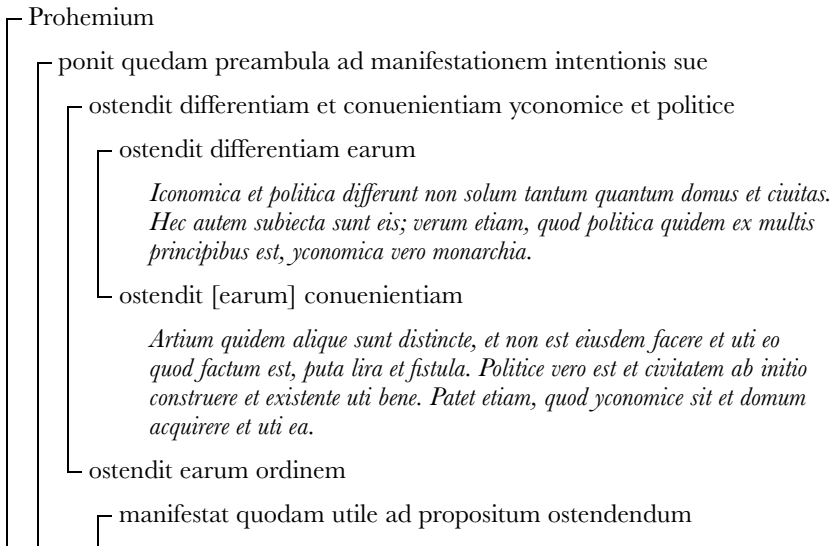 Prohemium
ponit quedam preambula ad manifestationem intentionis sue
ostendit differentiam et conuenientiam yconomice et politice
ostendit differentiam earum
Iconomica et politica differunt non solum tantum quantum domus et ciuitas.
Hec autem subiecta sunt eis; verum etiam, quod politica quidem ex multis
principibus est, yconomica vero monarchia.
ostendit [earum] conuenientiam
Artium quidem alique sunt distincte, et non est eiusdem facere et uti eo
quod factum est, puta lira et fistula. Politice vero est et civitatem ab initio
construere et existente uti bene. Patet etiam, quod yconomice sit et domum
acquirere et uti ea.
ostendit earum ordinem
manifestat quodam utile ad propositum ostendendum